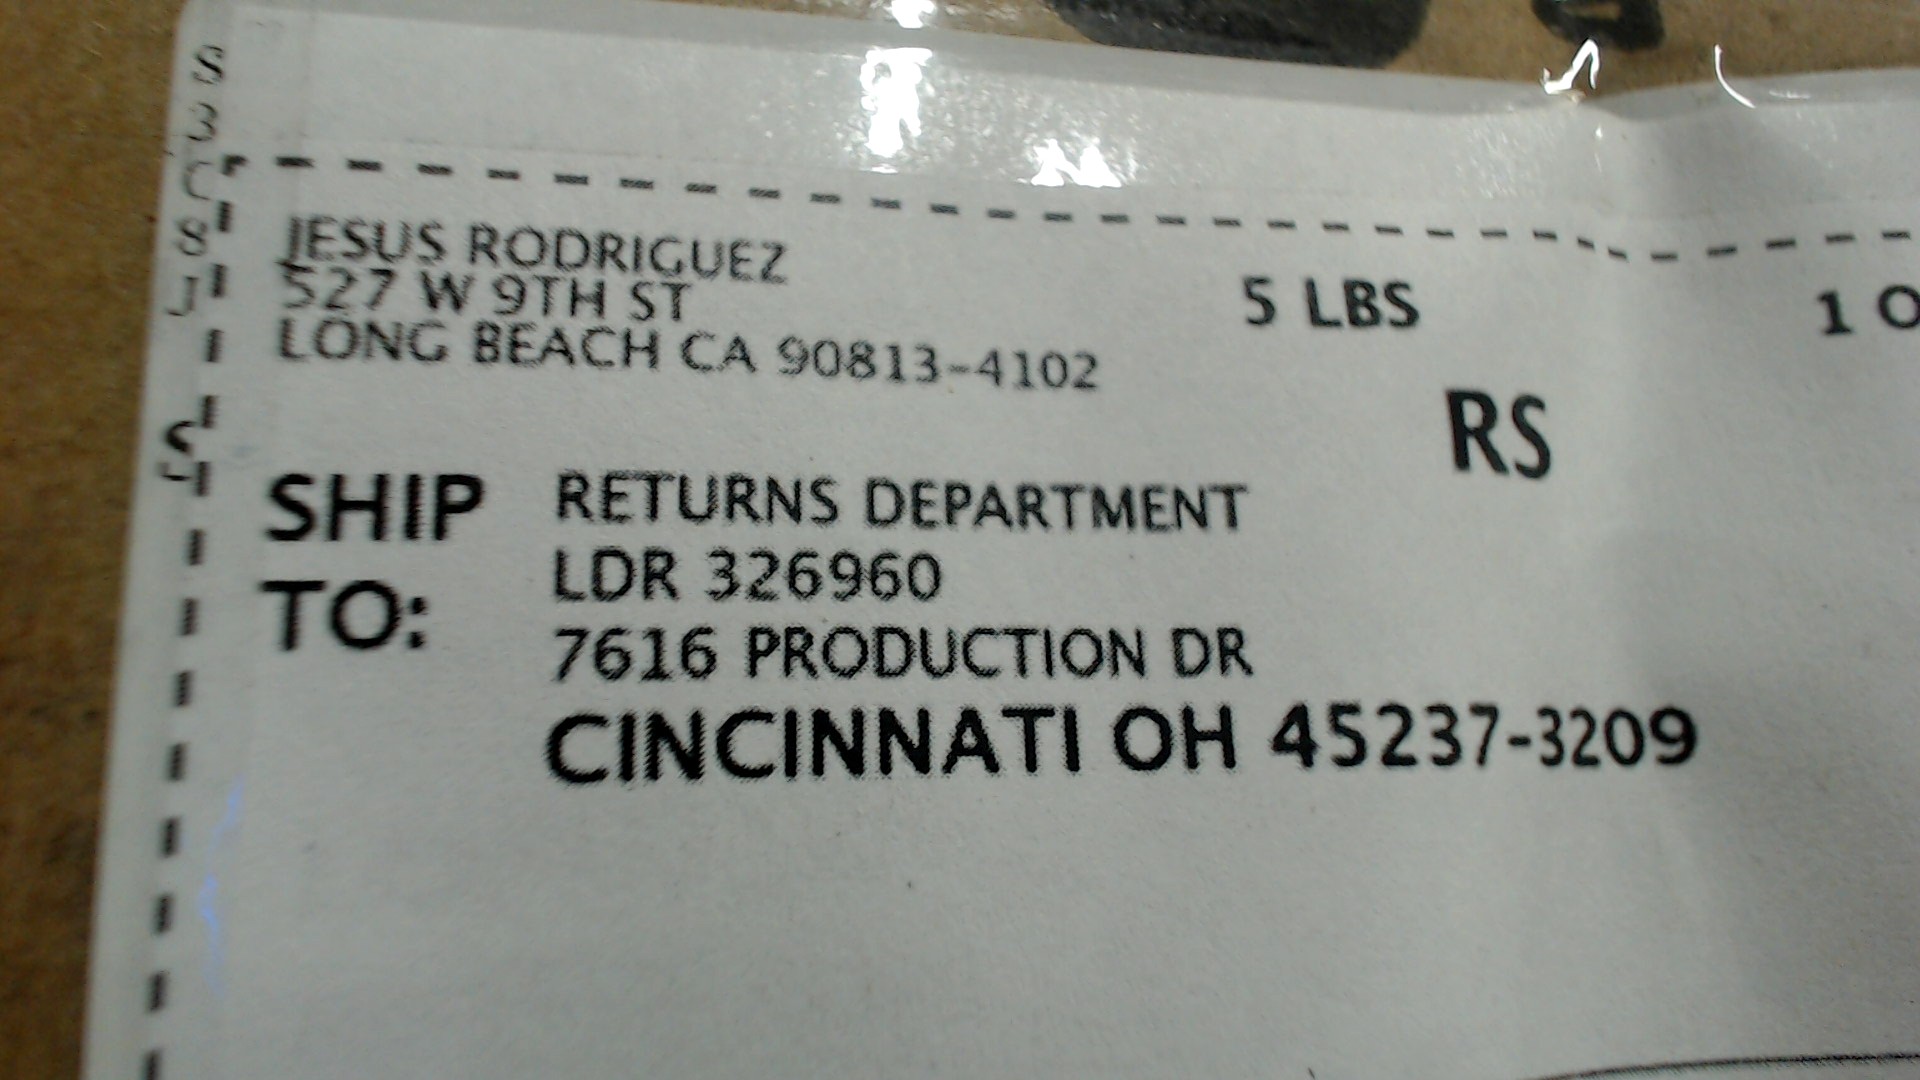 JESUS RODRIGUEZ
527 W 9TH ST
LONG BEACH CA 90813-4102
5 LBS
1 O
RS
SHIP TO:
RETURNS DEPARTMENT
LDR 326960
7616 PRODUCTION DR
CINCINNATI OH 45237-3209